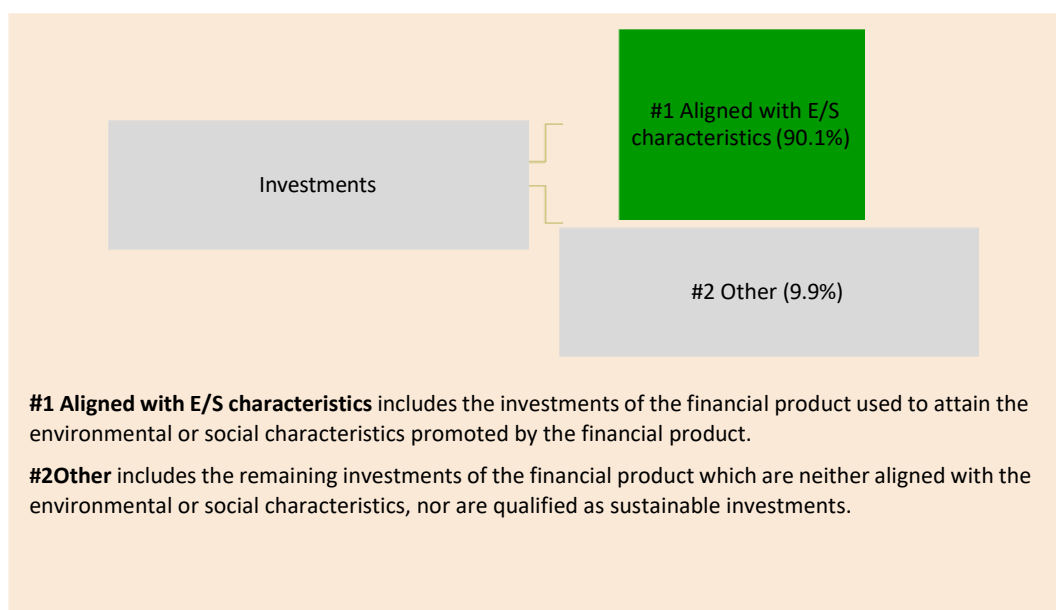 #1 Aligned with E/S
characteristics (90.1%)
Investments
#2 Other (9.9%)
#1 Aligned with E/S characteristics includes the investments of the financial product used to attain the
environmental or social characteristics promoted by the financial product.
#2Other includes the remaining investments of the financial product which are neither aligned with the
environmental or social characteristics, nor are qualified as sustainable investments.